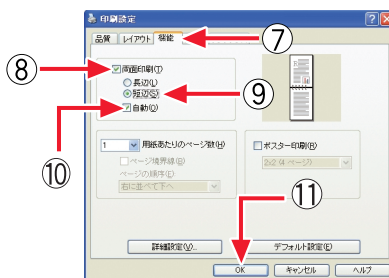 印刷設定
品質 レイアウト 機能
⑦
⑧ 両面印刷(T)
長辺(L)
短辺(S) ⑨
自動(O)
⑩
1 用紙あたりのページ数(H)
ページ境界線(B)
ページの順序(E)
右に並べて下へ
ポスター印刷(R)
2x2 (4 ページ)
⑪
詳細設定(V)... デフォルト設定(E)
OK キャンセル ヘルプ